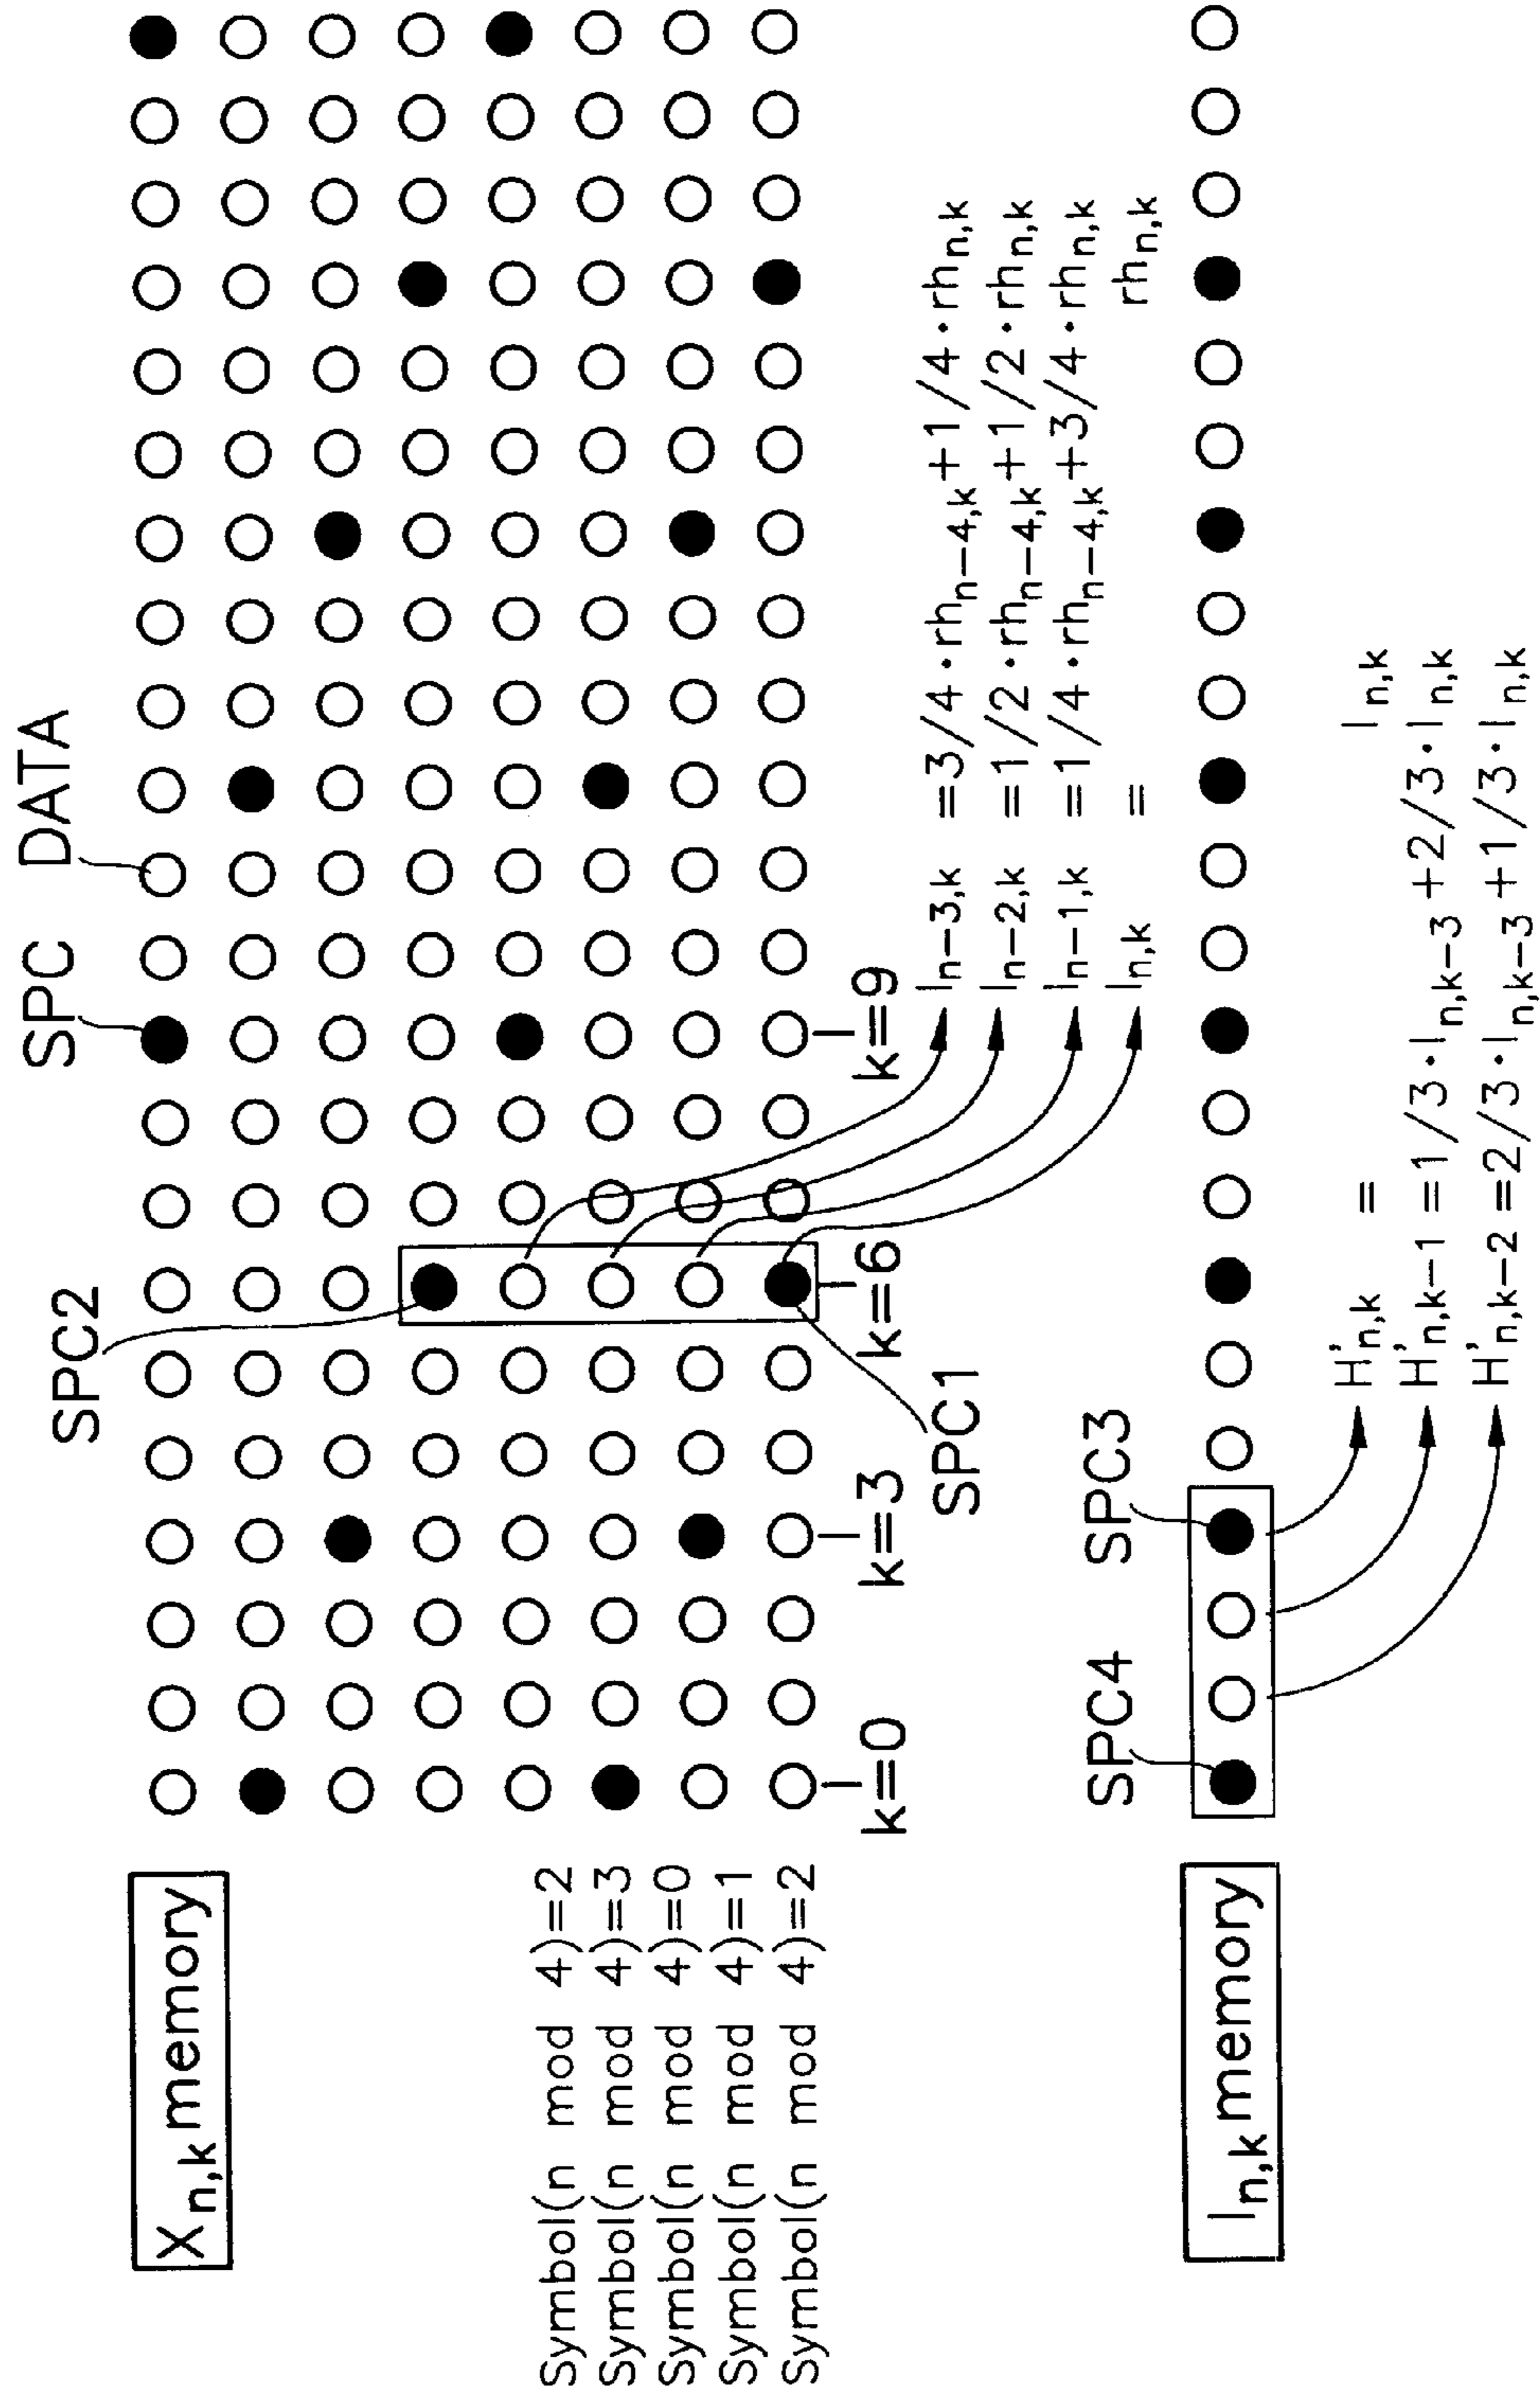 X_{n,k} memory
SPC2
SPC
DATA
Symbol(n mod 4)=2
Symbol(n mod 4)=3
Symbol(n mod 4)=0
Symbol(n mod 4)=1
Symbol(n mod 4)=2
k=0
k=3
k=6
k=9
SPC1
I_{n-3,k} =3/4·rh_{n-4,k}+1/4·rh_{n,k}
I_{n-2,k} =1/2·rh_{n-4,k}+1/2·rh_{n,k}
I_{n-1,k} =1/4·rh_{n-4,k}+3/4·rh_{n,k}
I_{n,k} = rh_{n,k}
I_{n,k} memory
SPC4
SPC3
H'_{n,k} = I_{n,k}
H'_{n,k-1} =1/3·I_{n,k-3}+2/3·I_{n,k}
H'_{n,k-2} =2/3·I_{n,k-3}+1/3·I_{n,k}